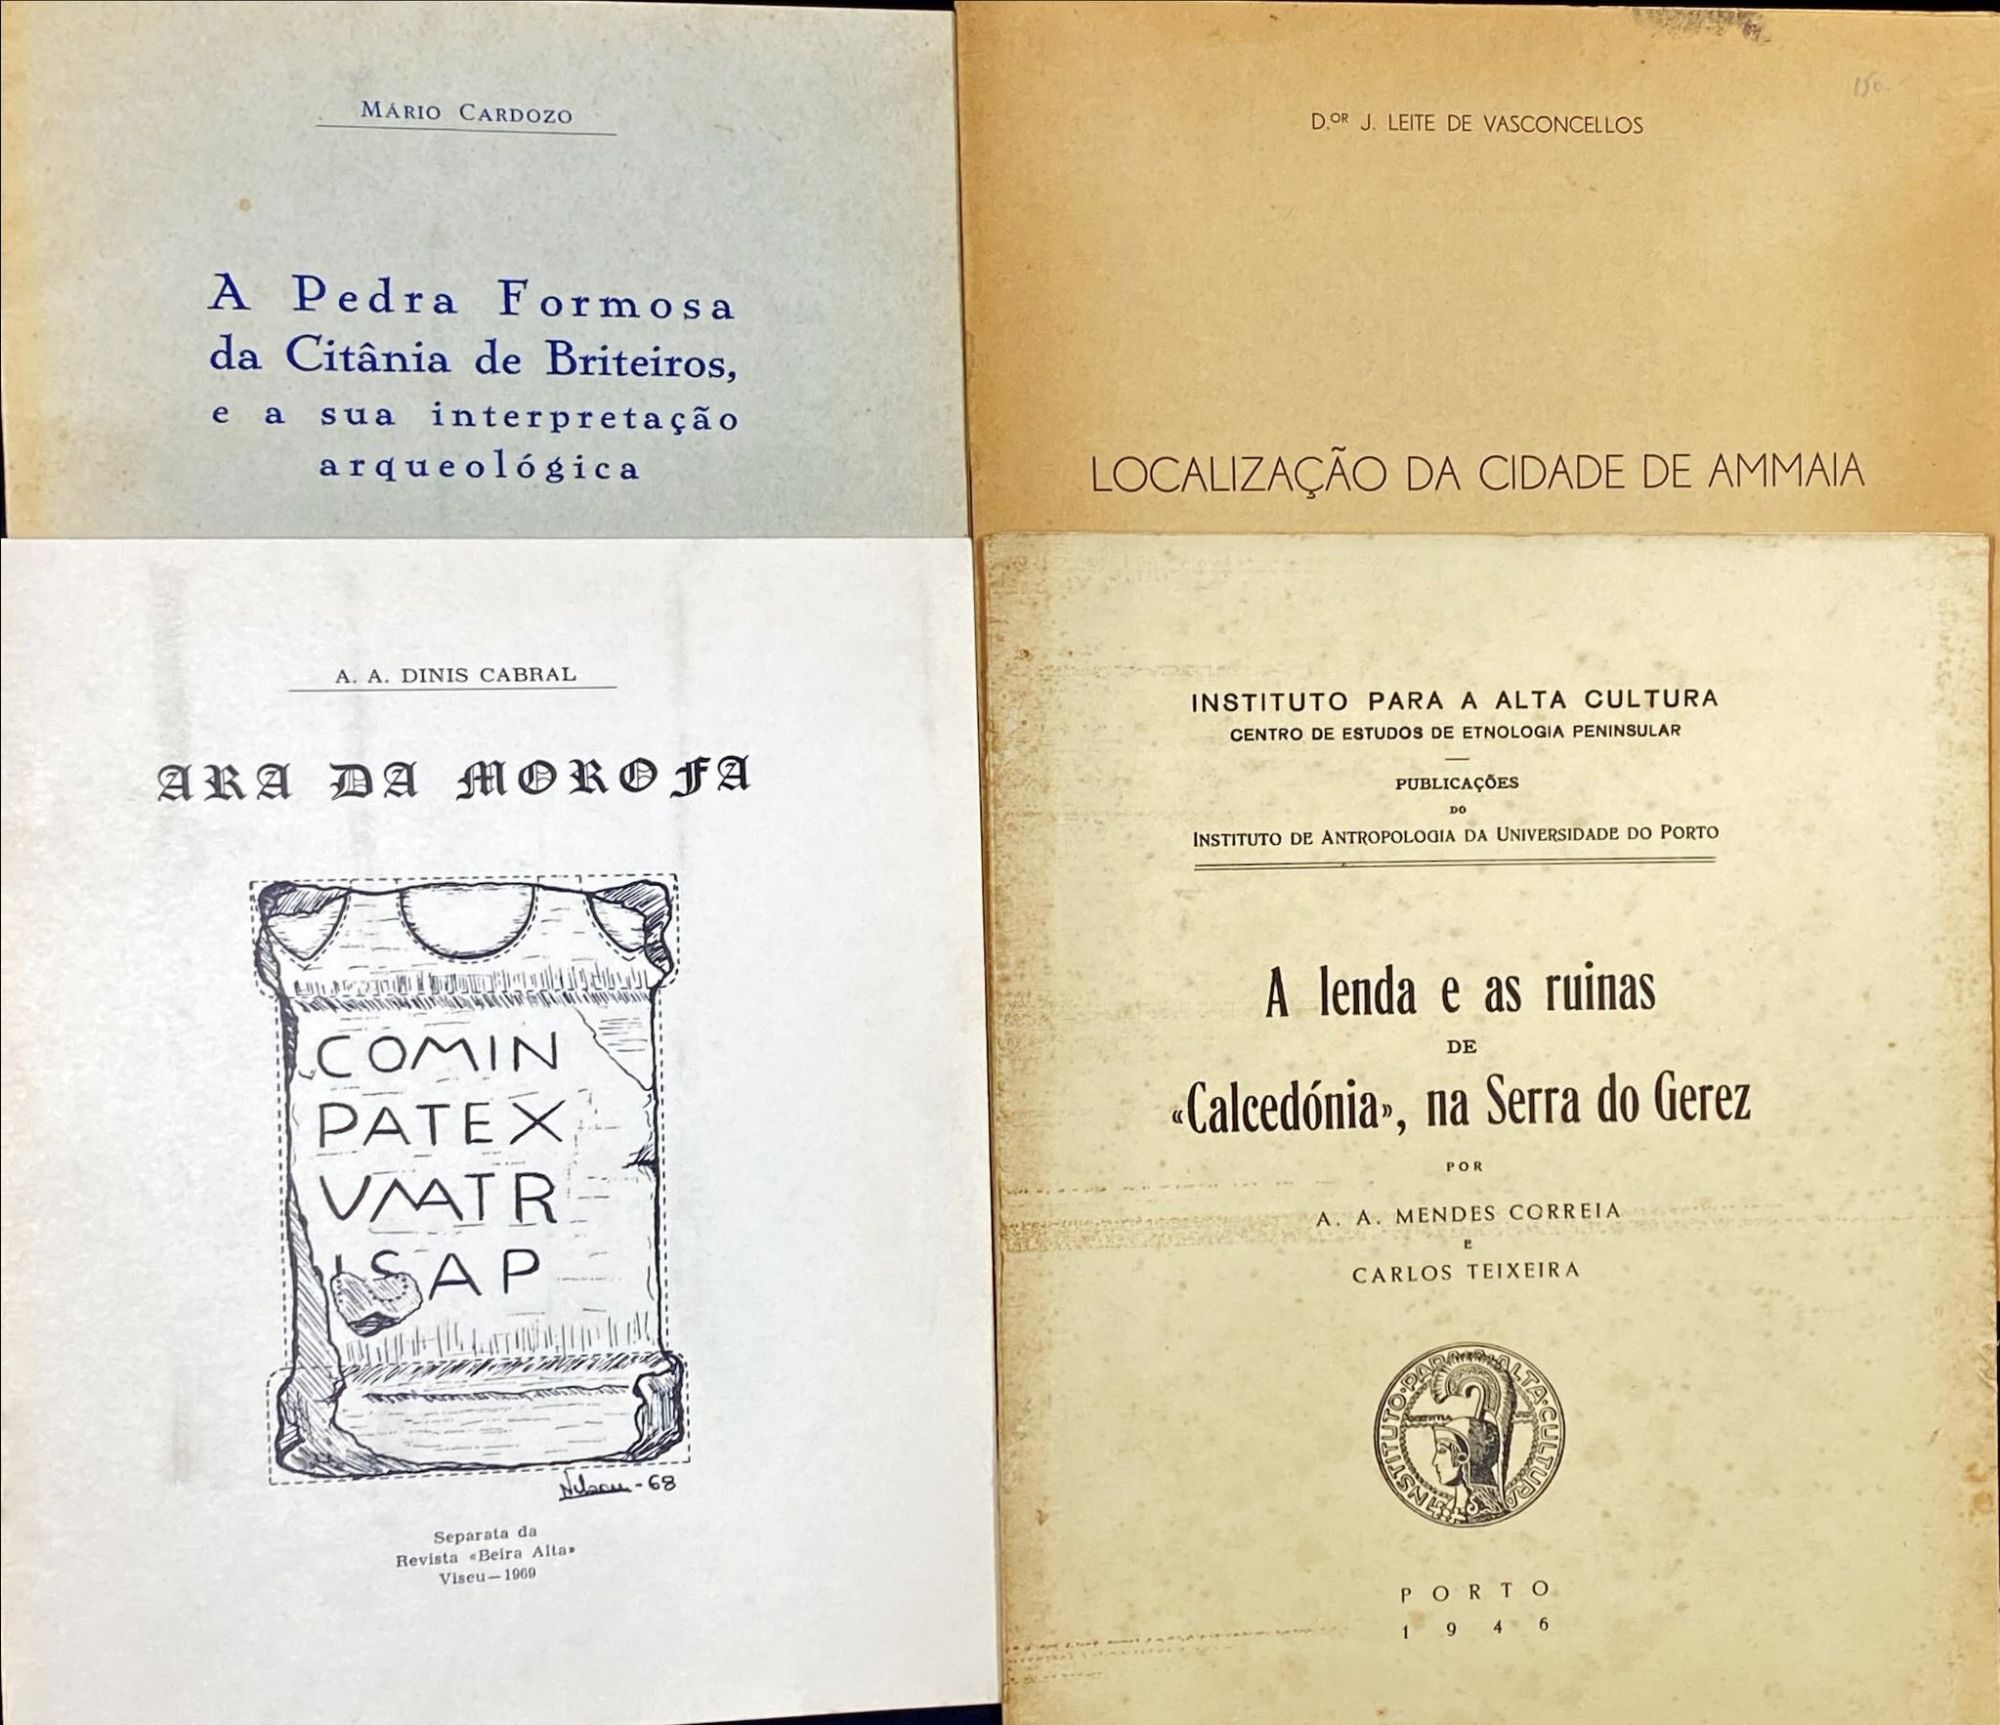 MÁRIO CARDOZO
A Pedra Formosa
da Citânia de Briteiros,
e a sua interpretação
arqueológica
D.OR J. LEITE DE VASCONCELLOS
150
LOCALIZAÇÃO DA CIDADE DE AMMAIA
A. A. DINIS CABRAL
ARA DA MOROFA
COMIN
PATEX
VMATR
ISAP
-68
Separata da
Revista «Beira Alta»
Viseu—1969
INSTITUTO PARA A ALTA CULTURA
CENTRO DE ESTUDOS DE ETNOLOGIA PENINSULAR
PUBLICAÇÕES
DO
INSTITUTO DE ANTROPOLOGIA DA UNIVERSIDADE DO PORTO
A lenda e as ruinas
DE
«Calcedónia», na Serra do Gerez
POR
A. A. MENDES CORREIA
E
CARLOS TEIXEIRA
INSTITUTO·PARA·A·ALTA·CULTURA
PORTO
1946